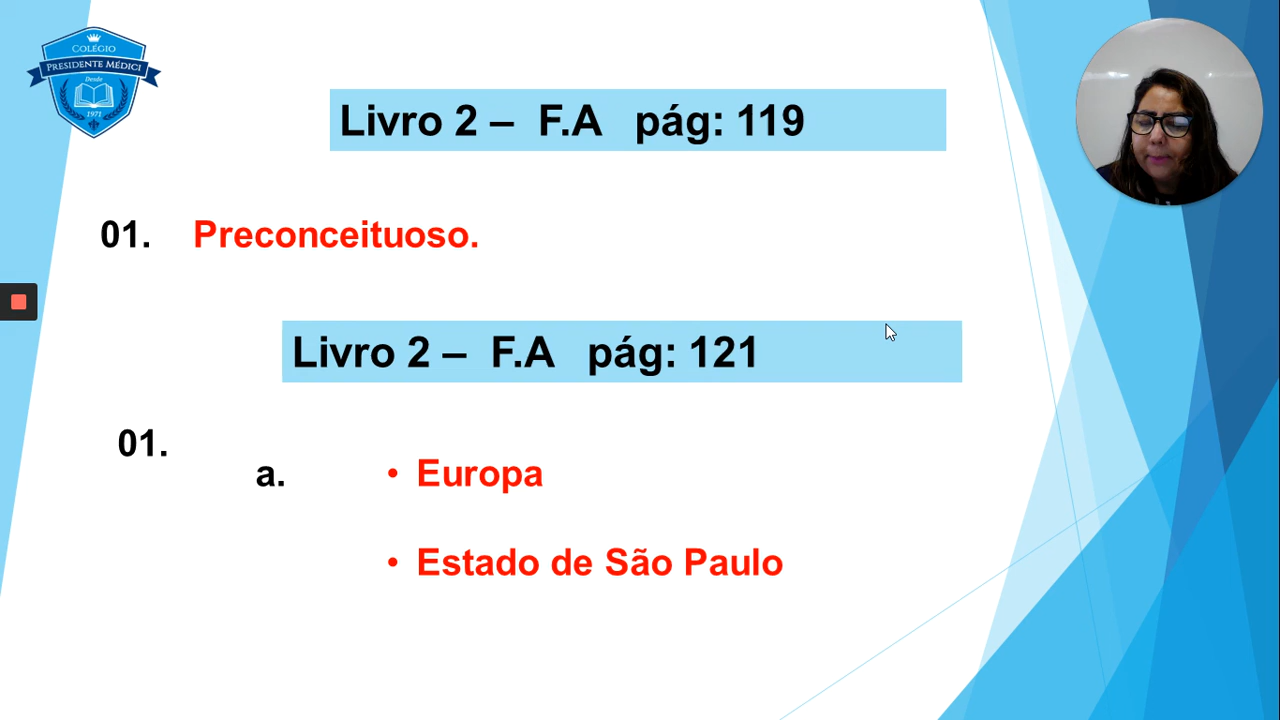 COLÉGIO
PRESIDENTE MÉDICI
Desde
1971
Livro 2 – F.A pág: 119
01. Preconceituoso.
Livro 2 – F.A pág: 121
01.
a. • Europa
• Estado de São Paulo